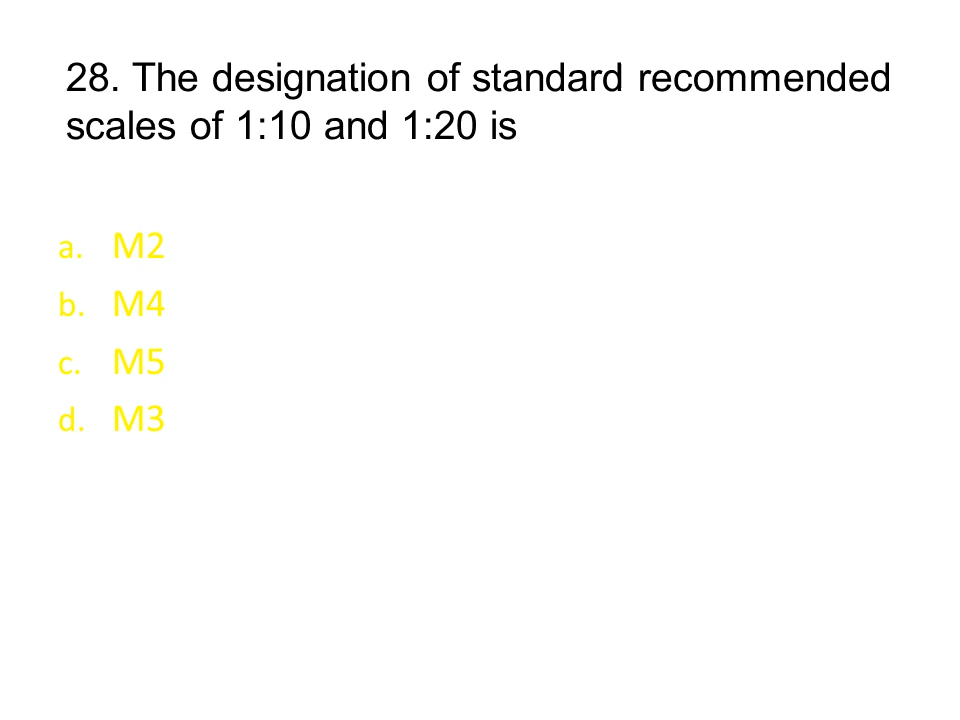 28. The designation of standard recommended
scales of 1:10 and 1:20 is
a. M2
b. M4
c. M5
d. M3